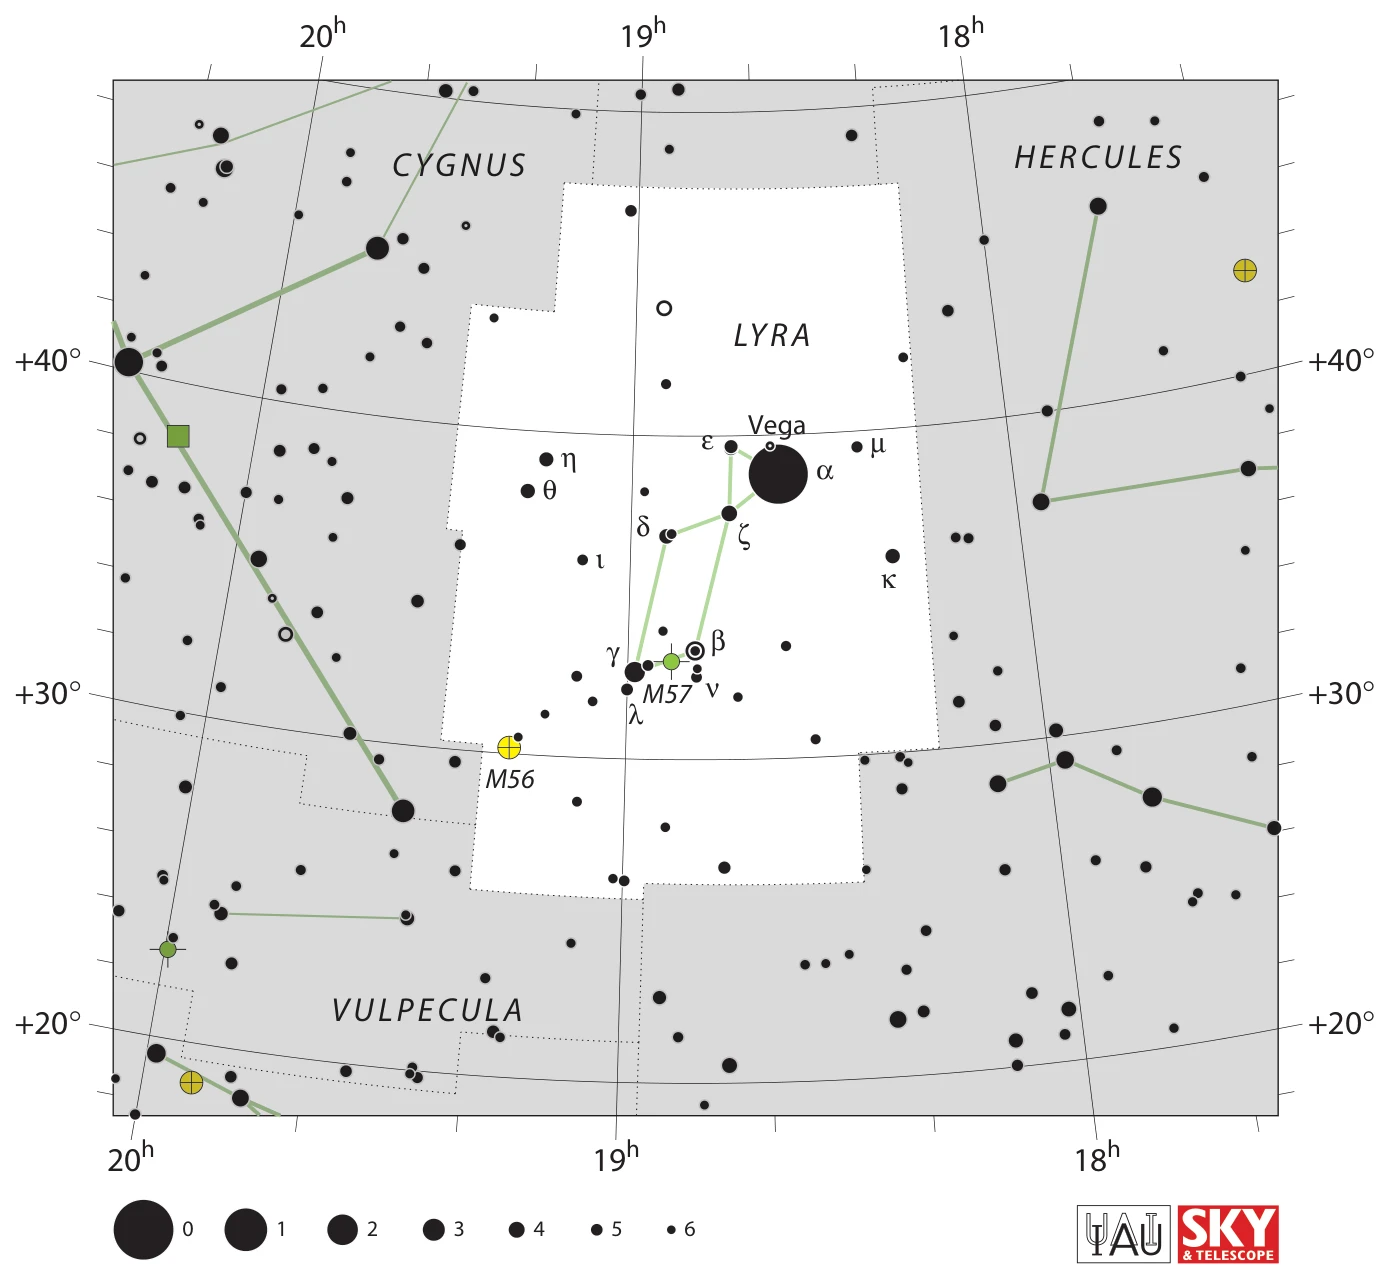 20h 19h 18h
CYGNUS
HERCULES
LYRA
+40° +40°
Vega
ε μ
η α
θ
δ ζ
ι κ
β
γ
M57 ν
+30° +30°
λ
M56
VULPECULA
+20° +20°
20h 19h 18h
0 1 2 3 4 5 6
IAU
SKY
& TELESCOPE